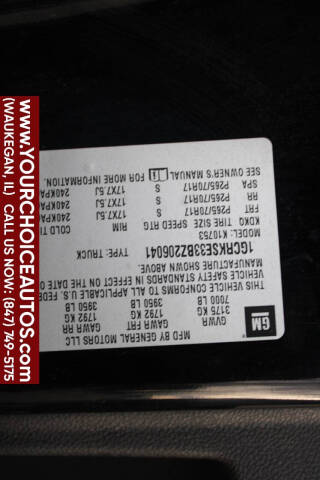 MFD BY GENERAL MOTORS LLC
GVWR GAWR FRT GAWR RR
3175 KG 1792 KG 1792 KG
7000 LB 3950 LB 3950 LB
GM
THIS VEHICLE CONFORMS TO ALL APPLICABLE U.S. FEDE
VEHICLE SAFETY STANDARDS IN EFFECT ON THE DATE O
MANUFACTURE SHOWN ABOVE.
1GCRKSE33BZ206041 TYPE: TRUCK
MODEL: K10753
KOKO TIRE SIZE SPEED RTG RIM COLD TI
FRT P265/70R17 S 17X7.5J 240KPA
RR P265/70R17 S 17X7.5J 240KPA
SPA P265/70R17 S 17X7.5J 240KPA
SEE OWNER'S MANUAL FOR MORE INFORMATION.
www.YOURCHOICEAUTOS.com
(WAUKEGAN, IL) CALL US NOW: (847) 749-5175